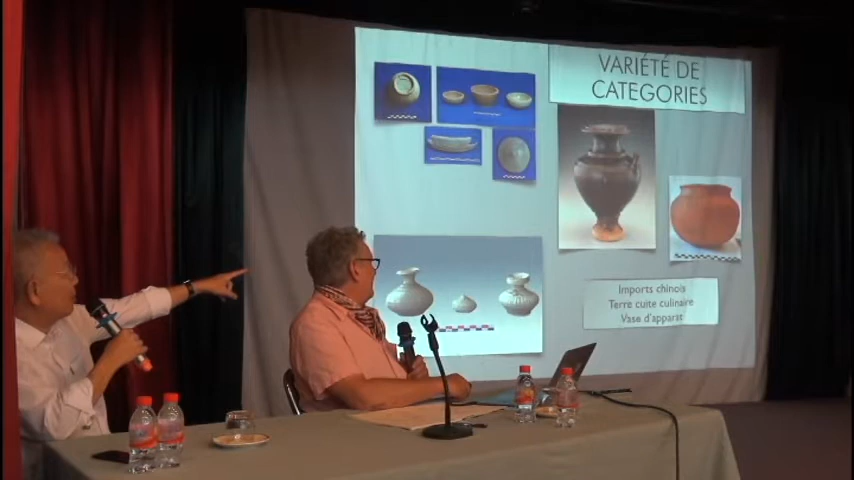 VARIÉTÉ DE
CATEGORIES
Imports chinois
Terre cuite culinaire
Vase d'apparat